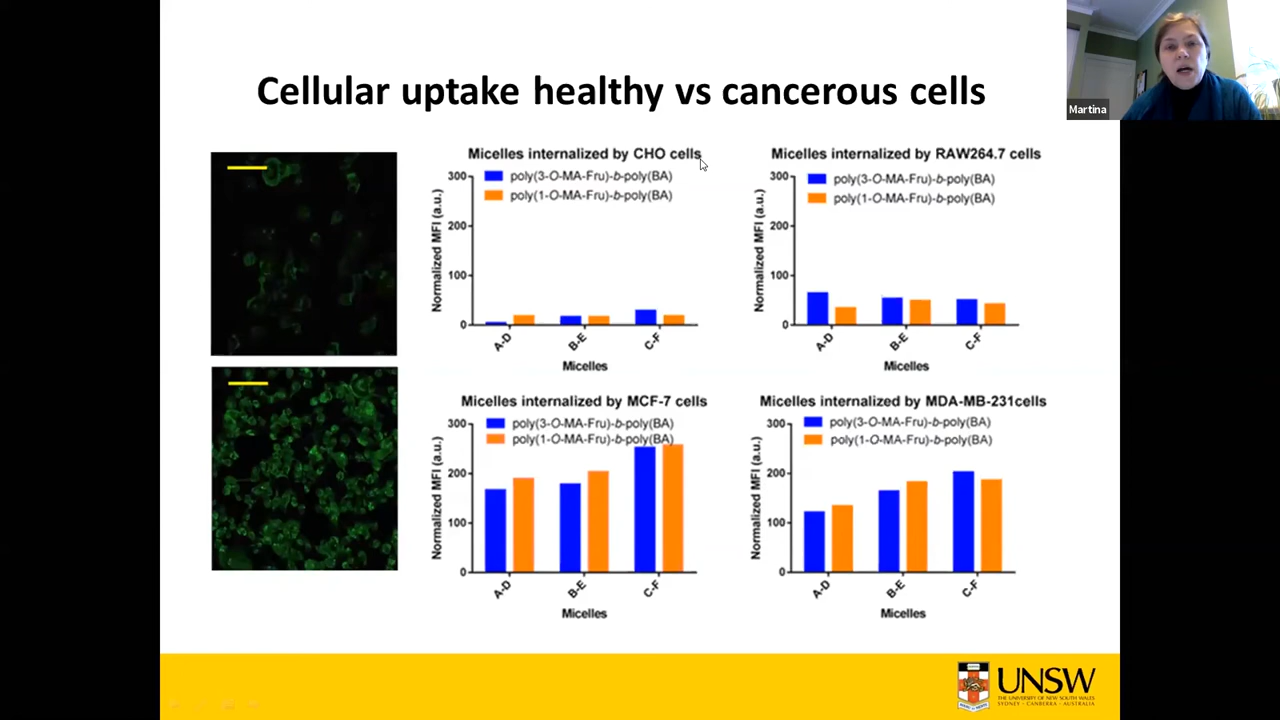 Cellular uptake healthy vs cancerous cells
Martina
Micelles internalized by CHO cells
poly(3-O-MA-Fru)-b-poly(BA)
poly(1-O-MA-Fru)-b-poly(BA)
Normalized MFI (a.u.)
300
200
100
0
A-D
B-E
C-F
Micelles
Micelles internalized by RAW264.7 cells
poly(3-O-MA-Fru)-b-poly(BA)
poly(1-O-MA-Fru)-b-poly(BA)
Normalized MFI (a.u.)
300
200
100
0
A-D
B-E
C-F
Micelles
Micelles internalized by MCF-7 cells
poly(3-O-MA-Fru)-b-poly(BA)
poly(1-O-MA-Fru)-b-poly(BA)
Normalized MFI (a.u.)
300
200
100
0
A-D
B-E
C-F
Micelles
Micelles internalized by MDA-MB-231cells
poly(3-O-MA-Fru)-b-poly(BA)
poly(1-O-MA-Fru)-b-poly(BA)
Normalized MFI (a.u.)
300
200
100
0
A-D
B-E
C-F
Micelles
UNSW
THE UNIVERSITY OF NEW SOUTH WALES
SYDNEY · CANBERRA · AUSTRALIA